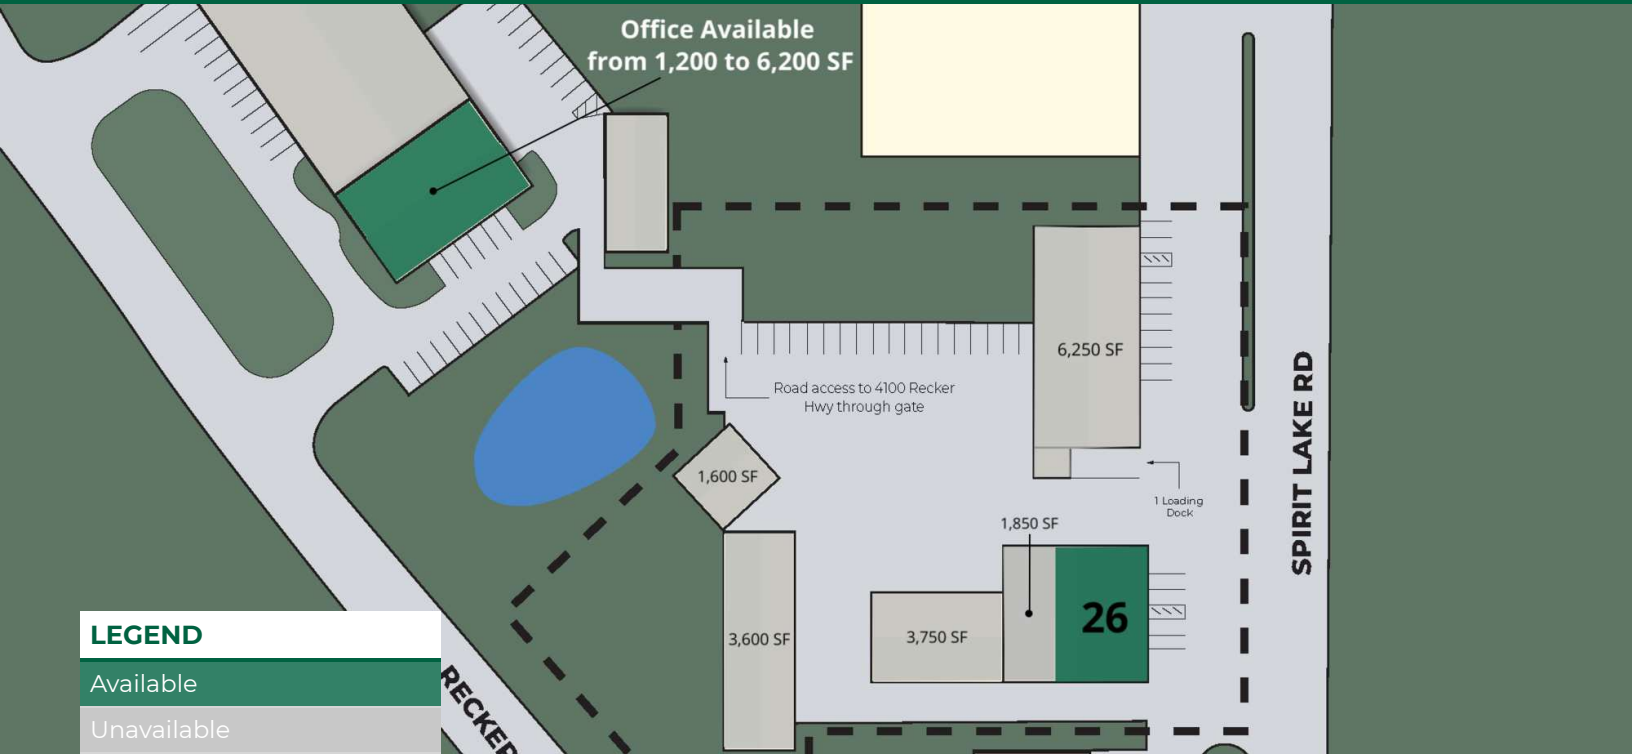 Office Available
from 1,200 to 6,200 SF
6,250 SF
Road access to 4100 Recker
Hwy through gate
SPIRIT LAKE RD
1,600 SF
1 Loading
Dock
1,850 SF
26
3,600 SF
3,750 SF
LEGEND
Available
Unavailable
RECKER